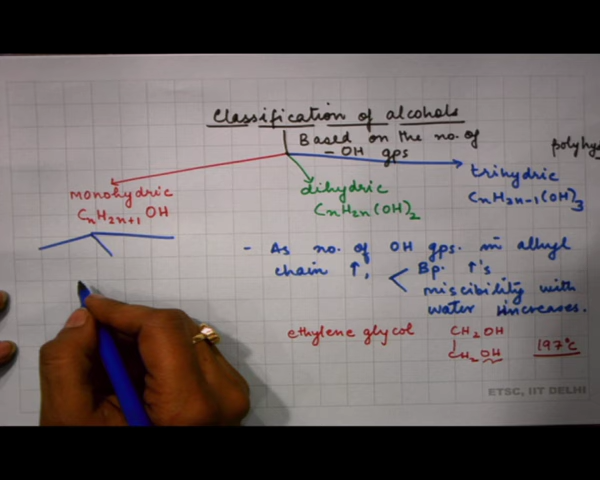 Classification of alcohols
Based on the no. of
- OH gps
polyhy
monohydric
CnH2n+1 OH
dihydric
CnH2n(OH)2
trihydric
CnH2n-1(OH)3
- As no. of OH gps. in alkyl
chain ↑,
Bp. ↑'s
miscibility with
water increases.
ethylene glycol
CH2OH
CH2OH
197°C
ETSC, IIT DELHI